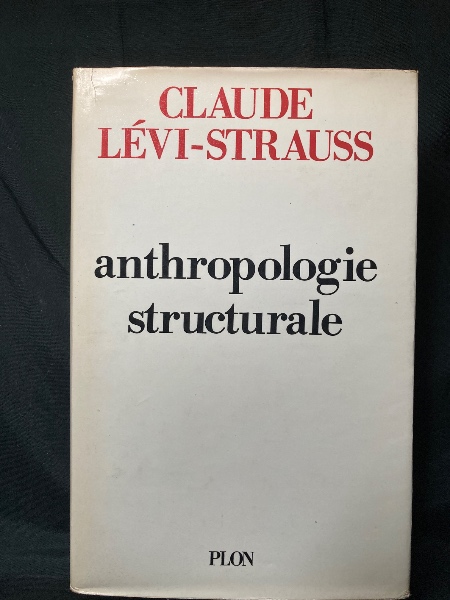 CLAUDE
LÉVI-STRAUSS
anthropologie
structurale
PLON